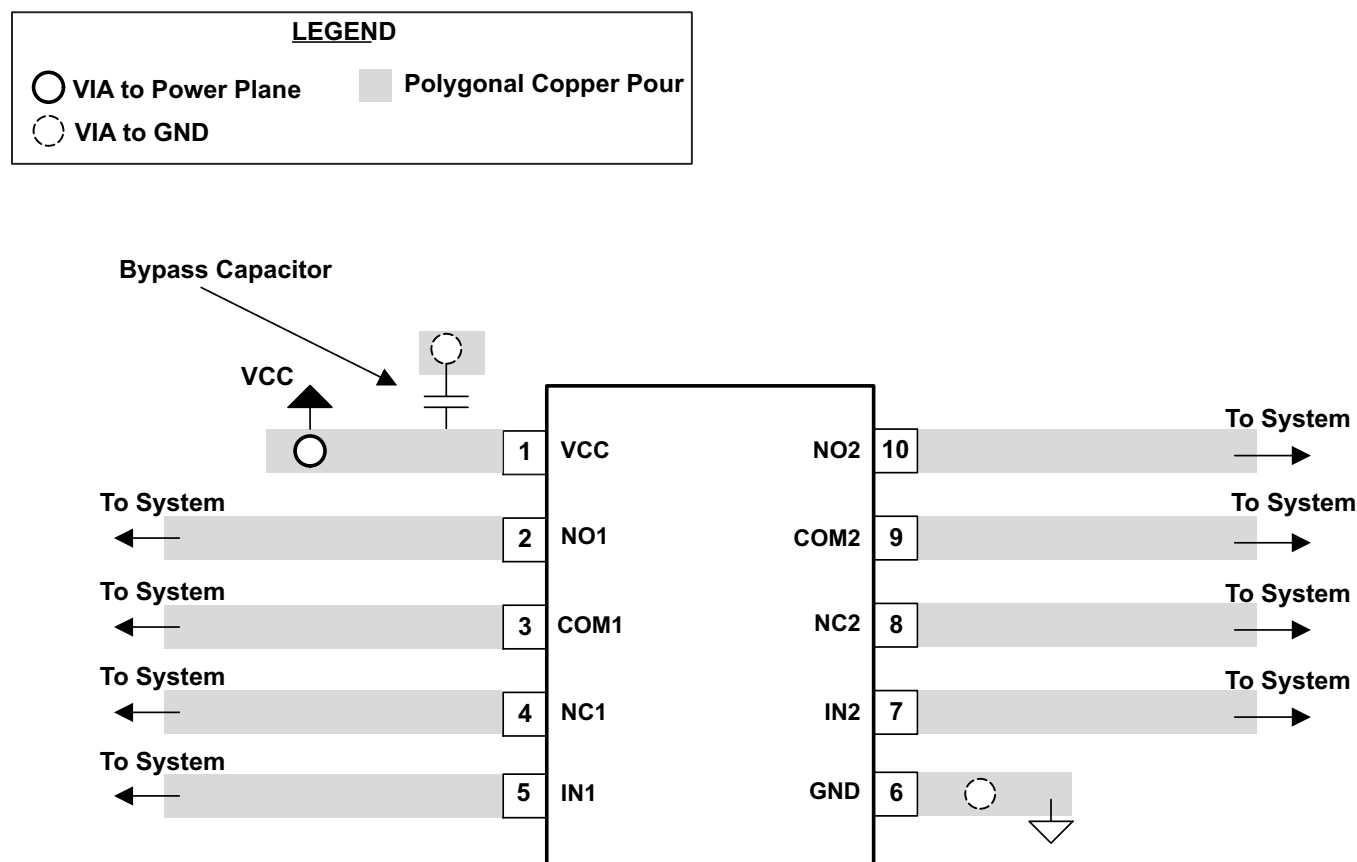 LEGEND
VIA to Power Plane
Polygonal Copper Pour
VIA to GND
Bypass Capacitor
VCC
1 VCC
NO2 10
To System
To System
2 NO1
COM2 9
To System
To System
3 COM1
NC2 8
To System
To System
4 NC1
IN2 7
To System
To System
5 IN1
GND 6